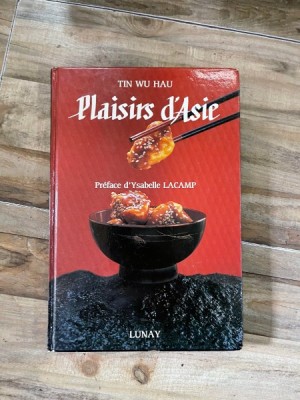 TIN WU HAU
Plaisirs d'Asie
Préface d'Ysabelle LACAMP
LUNAY